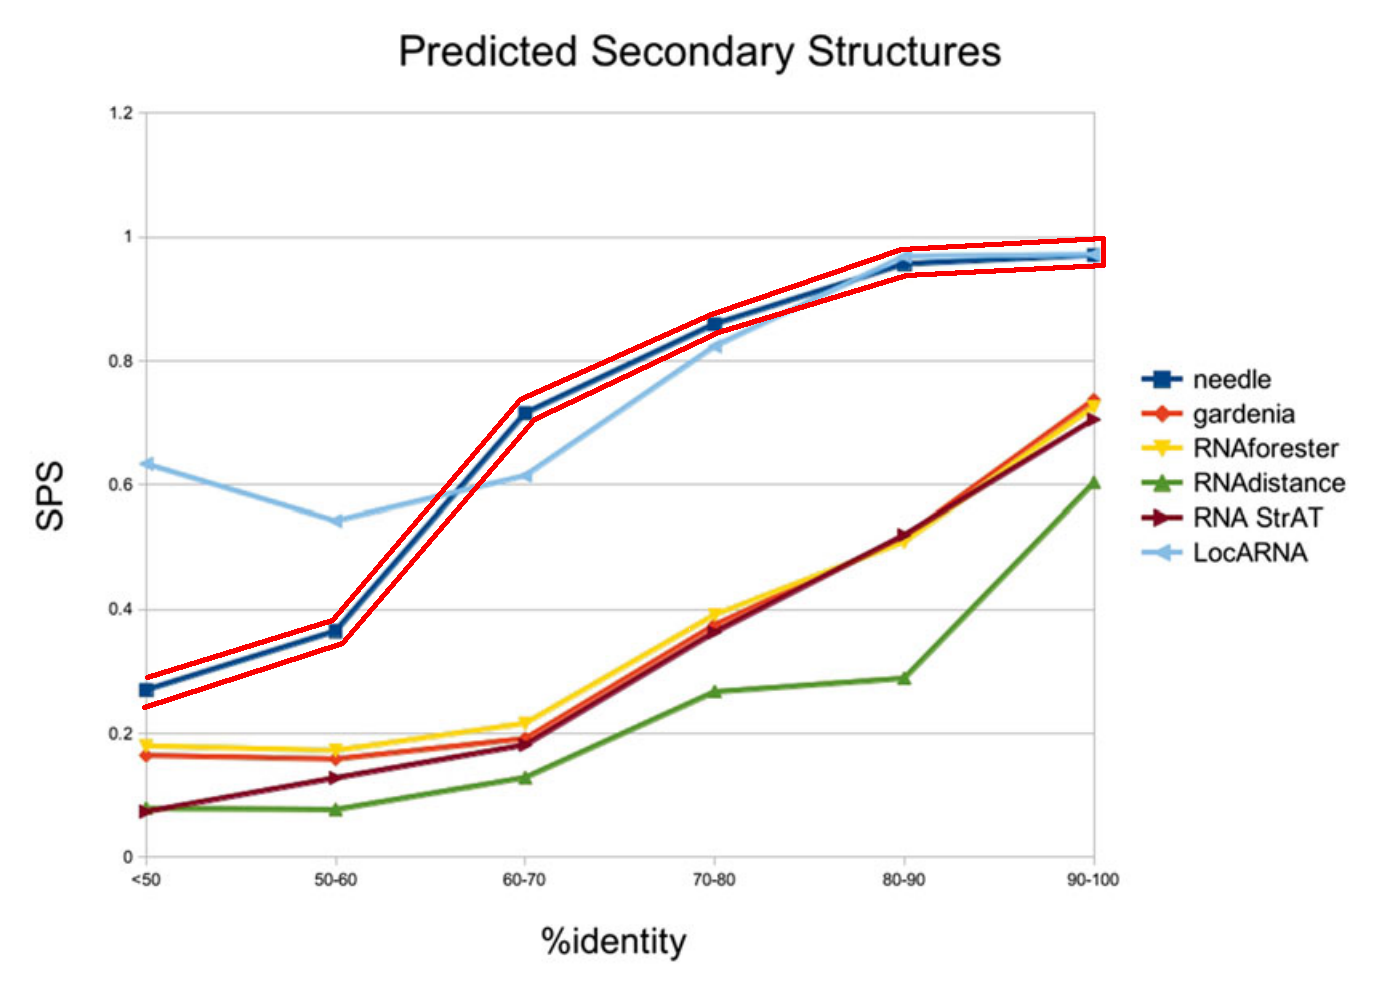 Predicted Secondary Structures
1.2
1
0.8
0.6
0.4
0.2
0
SPS
<50
50-60
60-70
70-80
80-90
90-100
%identity
needle
gardenia
RNAforester
RNAdistance
RNA StrAT
LocARNA